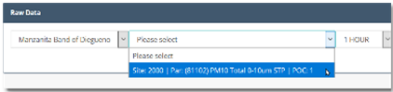 Raw Data
Manzanita Band of Diegueno Please select 1-HOUR
Please select
Site: 2000 | Par: (81102) PM10 Total 0-10um STP | POC: 1